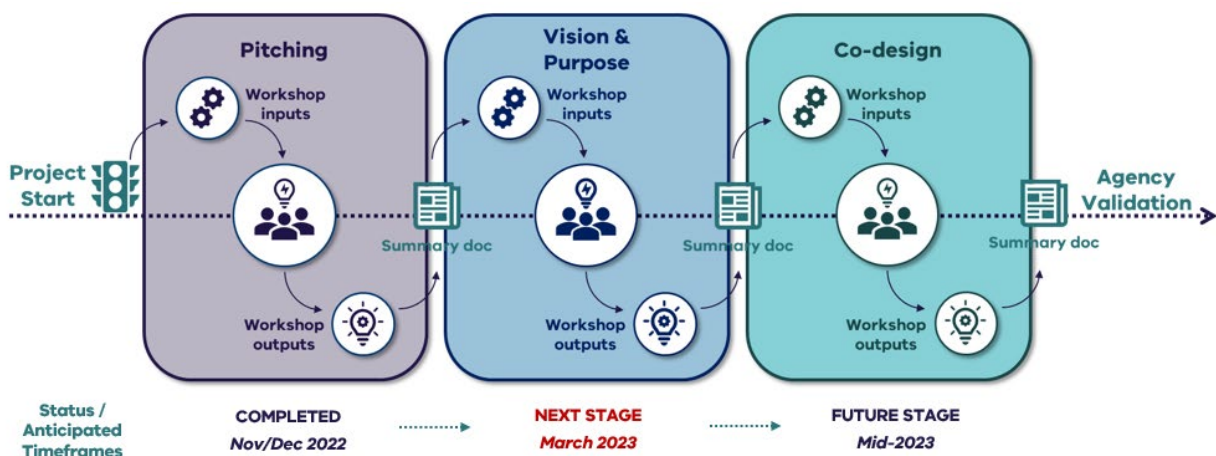 Pitching
Vision &
Purpose
Co-design
Workshop
inputs
Workshop
inputs
Workshop
inputs
Project
Start
Agency
Validation
Summary doc
Summary doc
Summary doc
Workshop
outputs
Workshop
outputs
Workshop
outputs
Status /
Anticipated
Timeframes
COMPLETED
Nov/Dec 2022
NEXT STAGE
March 2023
FUTURE STAGE
Mid-2023